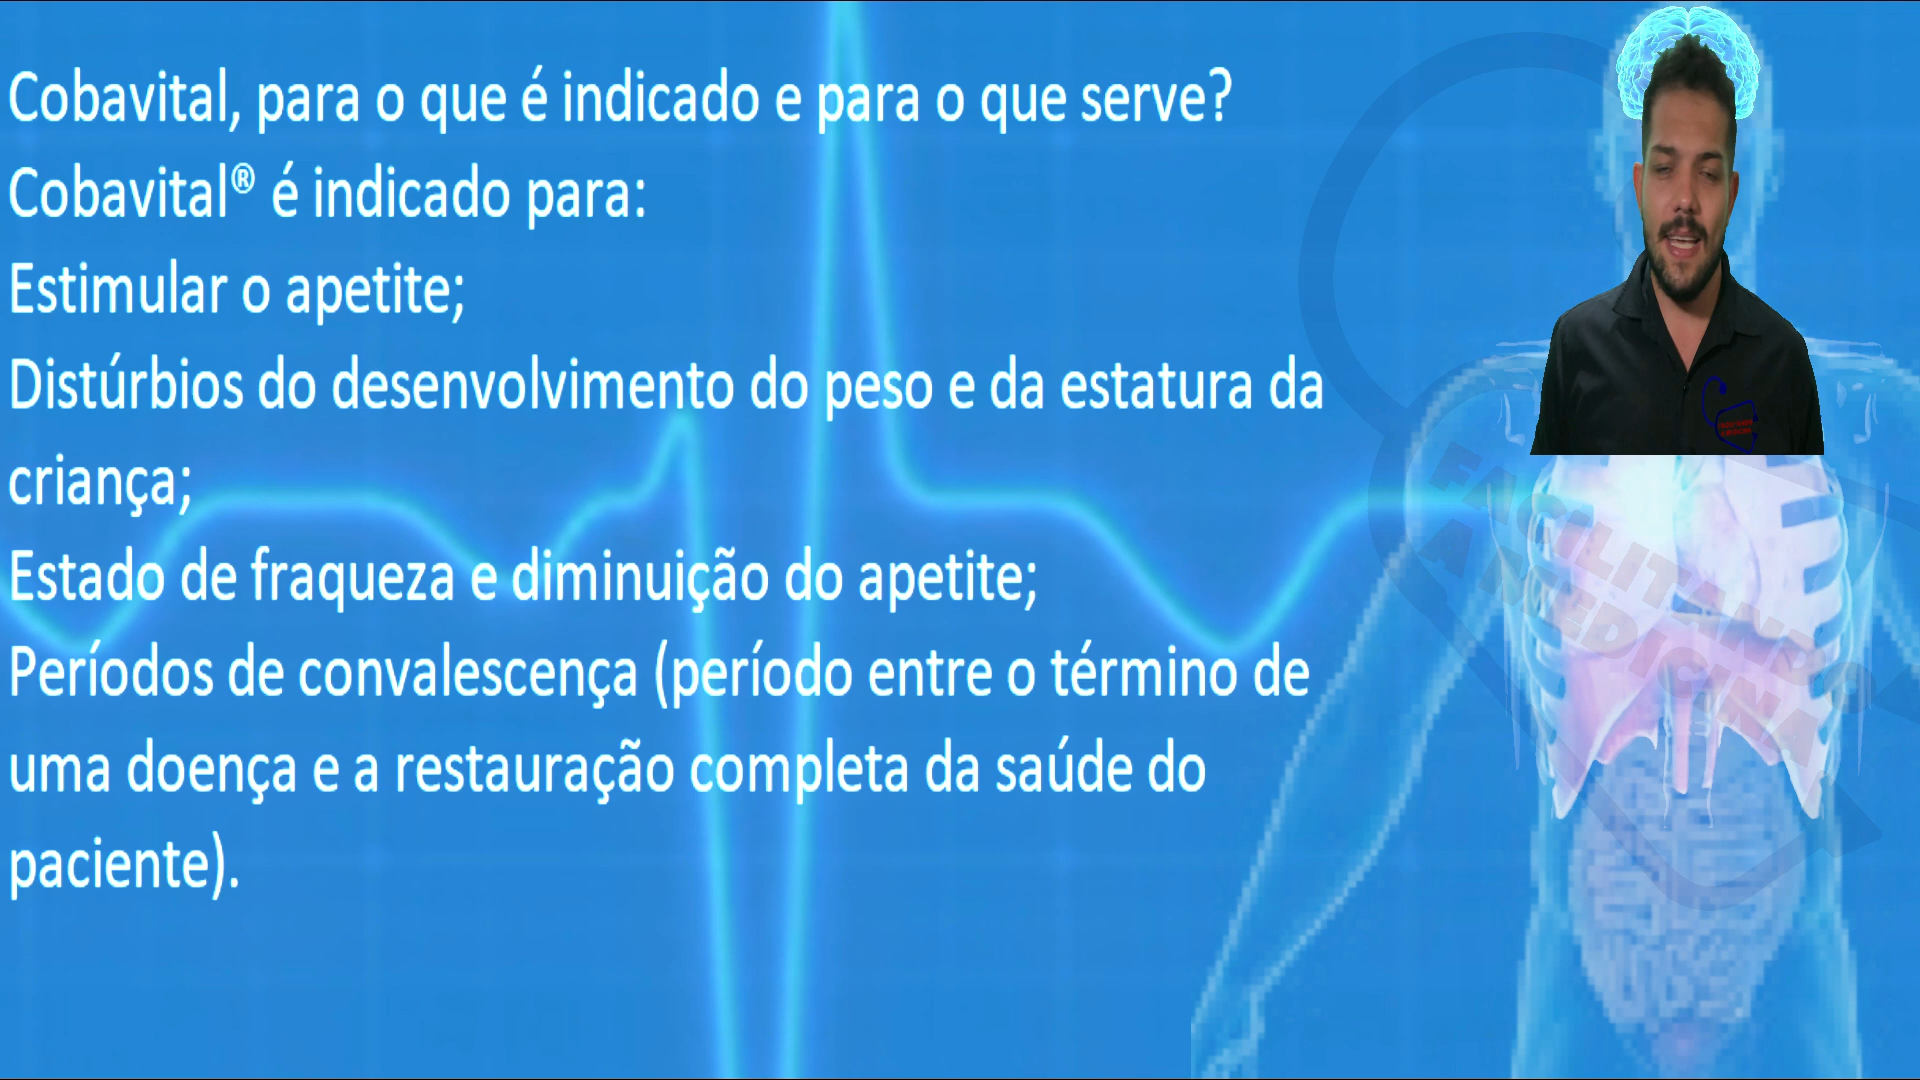 Cobavital, para o que é indicado e para o que serve?
Cobavital® é indicado para:
Estimular o apetite;
Distúrbios do desenvolvimento do peso e da estatura da
criança;
Estado de fraqueza e diminuição do apetite;
Períodos de convalescença (período entre o término de
uma doença e a restauração completa da saúde do
paciente).
FACILITANDO
A MEDICINA